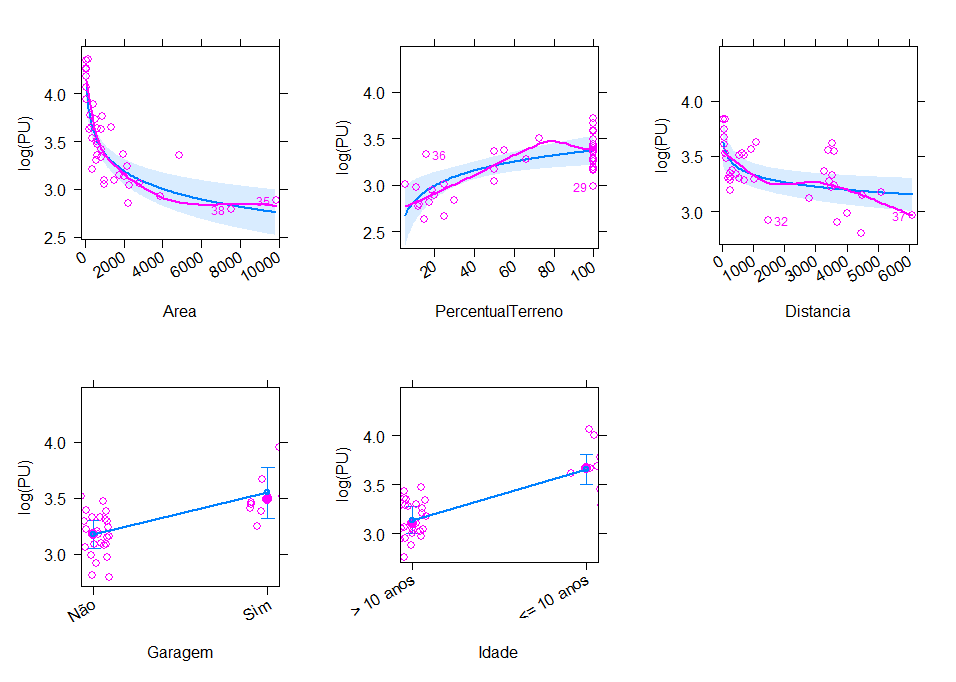 log(PU)
4.0
3.5
3.0
2.5
38
35
0
2000
4000
6000
8000
10000
Area
log(PU)
4.0
3.5
3.0
2.5
36
29
20
40
60
80
100
PercentualTerreno
log(PU)
4.0
3.5
3.0
32
37
0
1000
2000
3000
4000
5000
6000
Distancia
log(PU)
4.0
3.5
3.0
Não
Sim
Garagem
log(PU)
4.0
3.5
3.0
> 10 anos
<= 10 anos
Idade